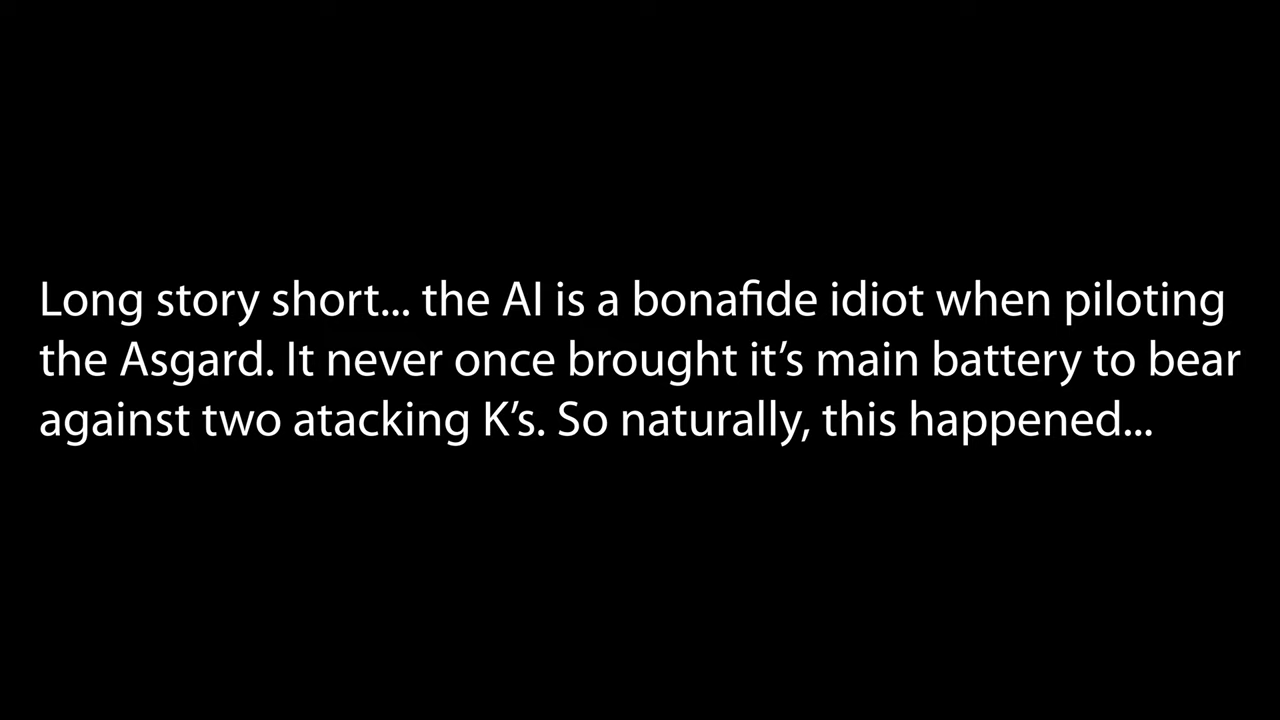 Long story short... the AI is a bonafide idiot when piloting
the Asgard. It never once brought it’s main battery to bear
against two atacking K’s. So naturally, this happened...